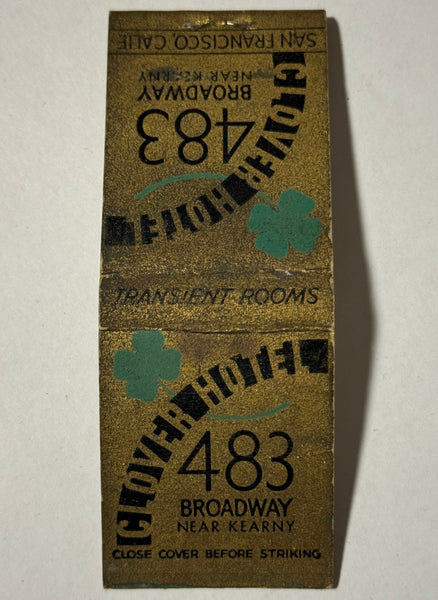 SAN FRANCISCO, CALIF
CLOVER HOTEL
483
BROADWAY
NEAR KEARNY
TRANSIENT ROOMS
CLOVER HOTEL
483
BROADWAY
NEAR KEARNY
CLOSE COVER BEFORE STRIKING